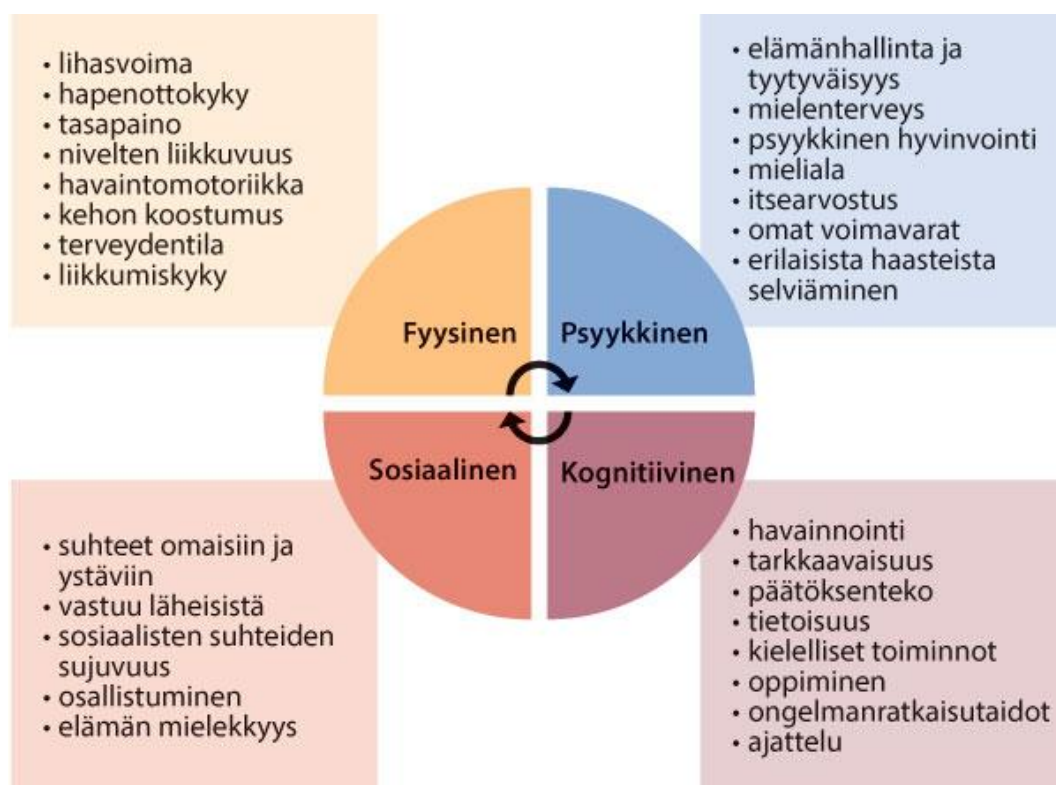 • lihasvoima
• hapenottokyky
• tasapaino
• nivelten liikkuvuus
• havaintomotoriikka
• kehon koostumus
• terveydentila
• liikkumiskyky
• elämänhallinta ja
tyytyväisyys
• mielenterveys
• psyykkinen hyvinvointi
• mieliala
• itsearvostus
• omat voimavarat
• erilaisista haasteista
selviäminen
Fyysinen
Psyykkinen
Sosiaalinen
Kognitiivinen
• suhteet omaisiin ja
ystäviin
• vastuu läheisistä
• sosiaalisten suhteiden
sujuvuus
• osallistuminen
• elämän mielekkyys
• havainnointi
• tarkkaavaisuus
• päätöksenteko
• tietoisuus
• kielelliset toiminnot
• oppiminen
• ongelmanratkaisutaidot
• ajattelu